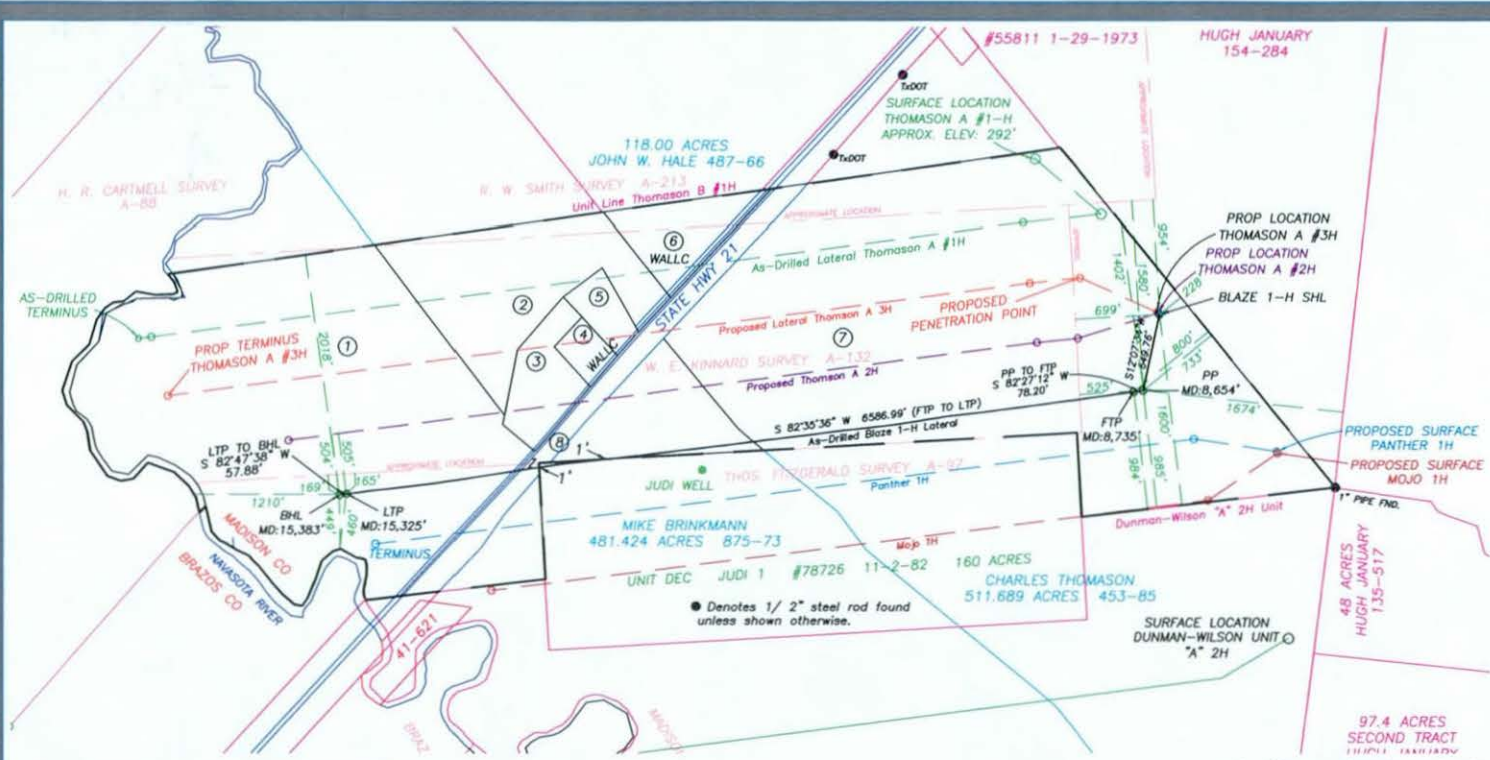 #55811 1-29-1973
HUGH JANUARY
154-284
TxDOT
SURFACE LOCATION
THOMASON A #1-H
APPROX. ELEV: 292'
TxDOT
118.00 ACRES
JOHN W. HALE 487-66
H. R. CARTMELL SURVEY
A-88
R. W. SMITH SURVEY A-213
Unit Line Thomason B #1H
APPROXIMATE LOCATION
APPROXIMATE LOCATION
6
WALLC
STATE HWY 21
As-Drilled Lateral Thomason A #1H
954'
1402'
1580'
PROP LOCATION
THOMASON A #3H
PROP LOCATION
THOMASON A #2H
228'
BLAZE 1-H SHL
AS-DRILLED
TERMINUS
2
5
4
3
WALLC
PROP TERMINUS
THOMASON A #3H
1
2018'
Proposed Lateral Thomason A 3H
PROPOSED
PENETRATION POINT
699'
7
W. E. KINNARD SURVEY A-132
Proposed Thomson A 2H
549.76'
800'
733'
PP TO FTP
S 82°27'12" W
78.20'
525'
PP
MD:8,654'
FTP
MD:8,735'
1674'
1600'
S 82°35'36" W 6586.99' (FTP TO LTP)
As-Drilled Blaze 1-H Lateral
8
1'
1'
LTP TO BHL
S 82°47'38" W
57.88'
504'
505'
APPROXIMATE LOCATION
169'
165'
1210'
BHL
MD:15,383'
449'
460'
LTP
MD:15,325'
JUDI WELL
THOS FITZGERALD SURVEY A-97
Panther 1H
984'
985'
PROPOSED SURFACE
PANTHER 1H
PROPOSED SURFACE
MOJO 1H
1" PIPE FND.
Dunman-Wilson "A" 2H Unit
MADISON CO
BRAZOS CO
NAVASOTA RIVER
TERMINUS
MIKE BRINKMANN
481.424 ACRES 875-73
Mojo 1H
UNIT DEC JUDI 1 #78726 11-2-82 160 ACRES
CHARLES THOMASON
511.689 ACRES 453-85
Denotes 1/ 2" steel rod found
unless shown otherwise.
41-621
48 ACRES
HUGH JANUARY
135-517
SURFACE LOCATION
DUNMAN-WILSON UNIT
"A" 2H
97.4 ACRES
SECOND TRACT
HUGH JANUARY